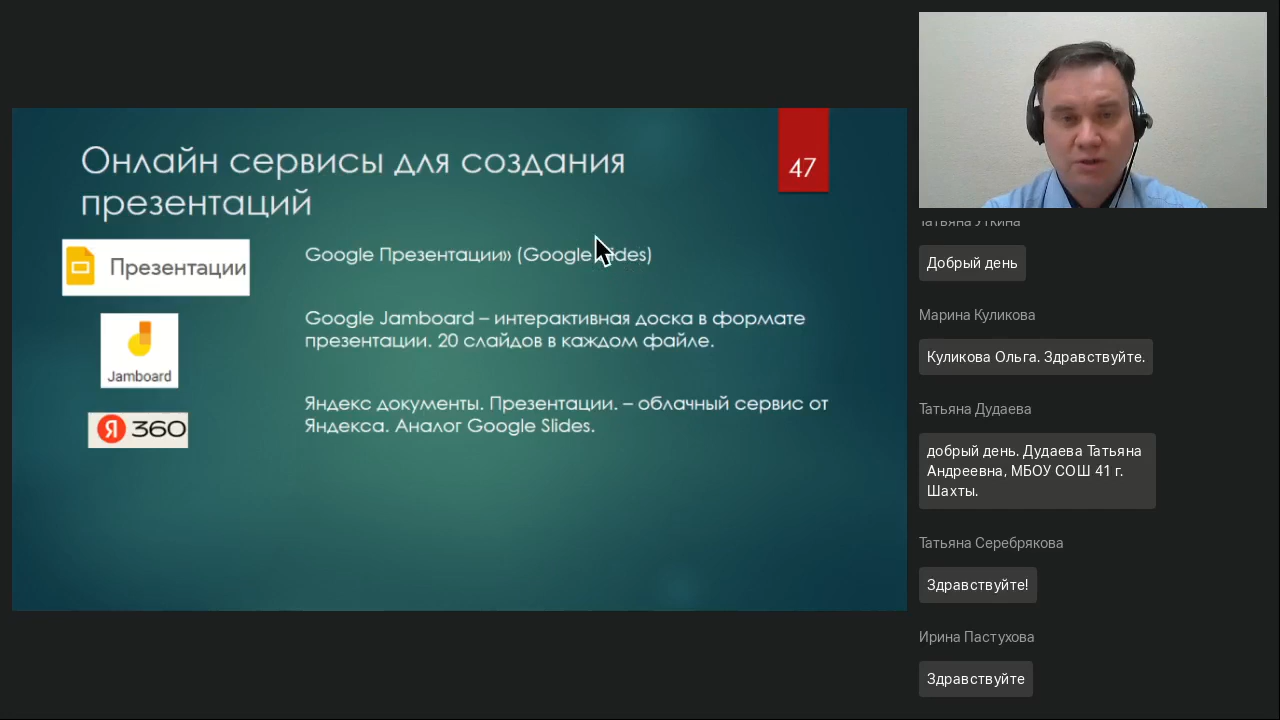 Онлайн сервисы для создания
презентаций
47
Презентации
Google Презентации» (Google
Jamboard
Google Jamboard – интерактивная доска в формате
презентации. 20 слайдов в каждом файле.
Я 360
Яндекс документы. Презентации. – облачный сервис от
Яндекса. Аналог Google Slides.
Татьяна Уткина
Добрый день
Марина Куликова
Куликова Ольга. Здравствуйте.
Татьяна Дудаева
добрый день. Дудаева Татьяна
Андреевна, МБОУ СОШ 41 г.
Шахты.
Татьяна Серебрякова
Здравствуйте!
Ирина Пастухова
Здравствуйте